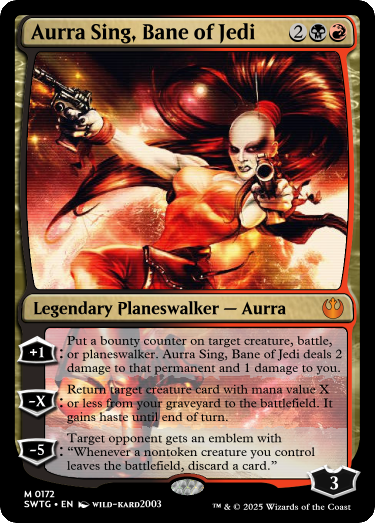 Aurra Sing, Bane of Jedi 2
Legendary Planeswalker — Aurra
+1: Put a bounty counter on target creature, battle,
or planeswalker. Aurra Sing, Bane of Jedi deals 2
damage to that permanent and 1 damage to you.
-X: Return target creature card with mana value X
or less from your graveyard to the battlefield. It
gains haste until end of turn.
-5: Target opponent gets an emblem with
“Whenever a nontoken creature you control
leaves the battlefield, discard a card.”
3
M 0172
SWTG • EN WILD-KARD2003
™ & © 2025 Wizards of the Coast